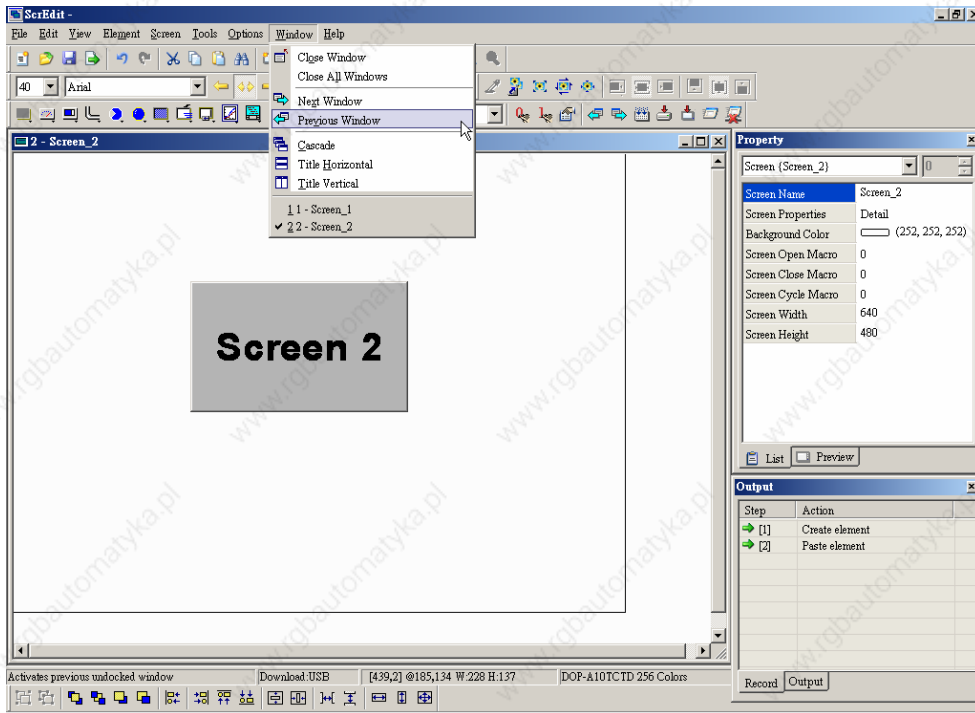 ScrEdit -
File Edit View Element Screen Tools Options Window Help
40 Arial
Close Window
Close All Windows
Next Window
Previous Window
Cascade
Title Horizontal
Title Vertical
1 1 - Screen_1
2 2 - Screen_2
2 - Screen_2
Screen 2
Property
Screen {Screen_2} 0
Screen Name Screen_2
Screen Properties Detail
Background Color (252, 252, 252)
Screen Open Macro 0
Screen Close Macro 0
Screen Cycle Macro 0
Screen Width 640
Screen Height 480
List Preview
Output
Step Action
[1] Create element
[2] Paste element
Record Output
Activates previous undocked window Download:USB [439,2] @185,134 W:228 H:137 DOP-A10TCTD 256 Colors
www.rgbautomatyka.pl